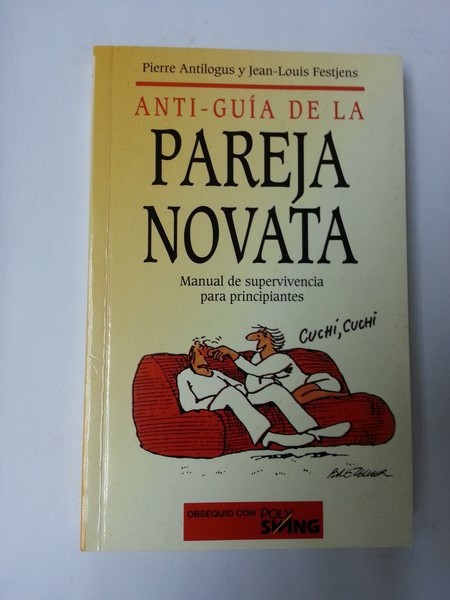 Pierre Antilogus y Jean-Louis Festjens
ANTI-GUÍA DE LA
PAREJA
NOVATA
Manual de supervivencia
para principiantes
CUCHI, CUCHI
OBSEQUIO CON POLY
SWING